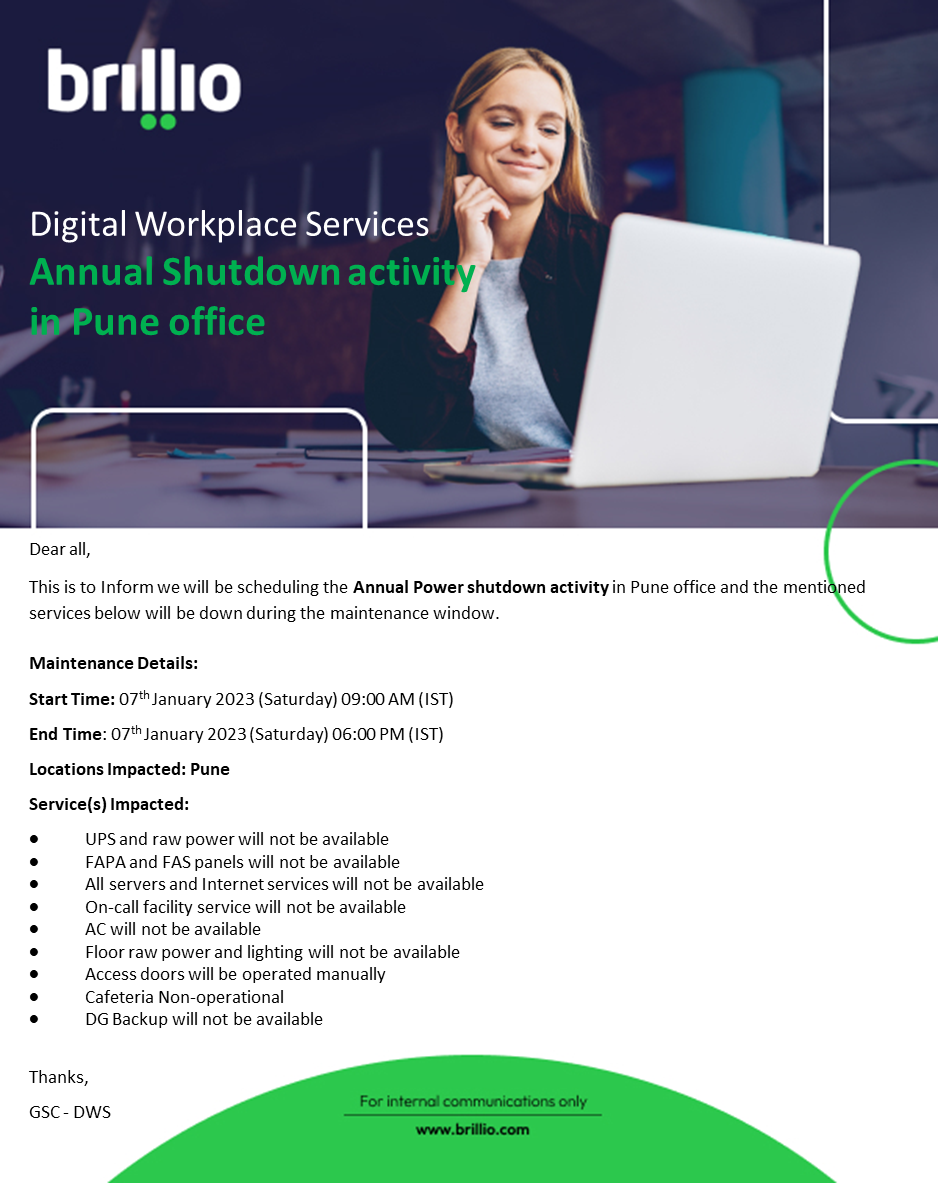 brillio
Digital Workplace Services
Annual Shutdown activity
in Pune office
Dear all,
This is to Inform we will be scheduling the Annual Power shutdown activity in Pune office and the mentioned
services below will be down during the maintenance window.
Maintenance Details:
Start Time: 07th January 2023 (Saturday) 09:00 AM (IST)
End Time: 07th January 2023 (Saturday) 06:00 PM (IST)
Locations Impacted: Pune
Service(s) Impacted:
● UPS and raw power will not be available
● FAPA and FAS panels will not be available
● All servers and Internet services will not be available
● On-call facility service will not be available
● AC will not be available
● Floor raw power and lighting will not be available
● Access doors will be operated manually
● Cafeteria Non-operational
● DG Backup will not be available
Thanks,
GSC - DWS
For internal communications only
www.brillio.com